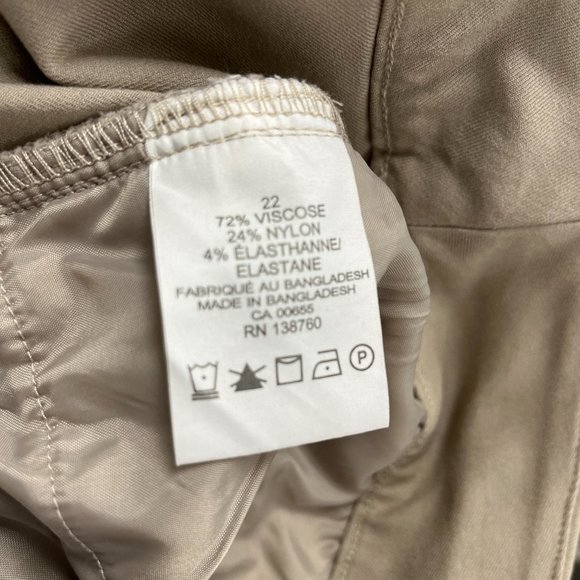 22
72% VISCOSE
24% NYLON
4% ÉLASTHANNE/
ELASTANE
FABRIQUÉ AU BANGLADESH
MADE IN BANGLADESH
CA 00655
RN 138760
P